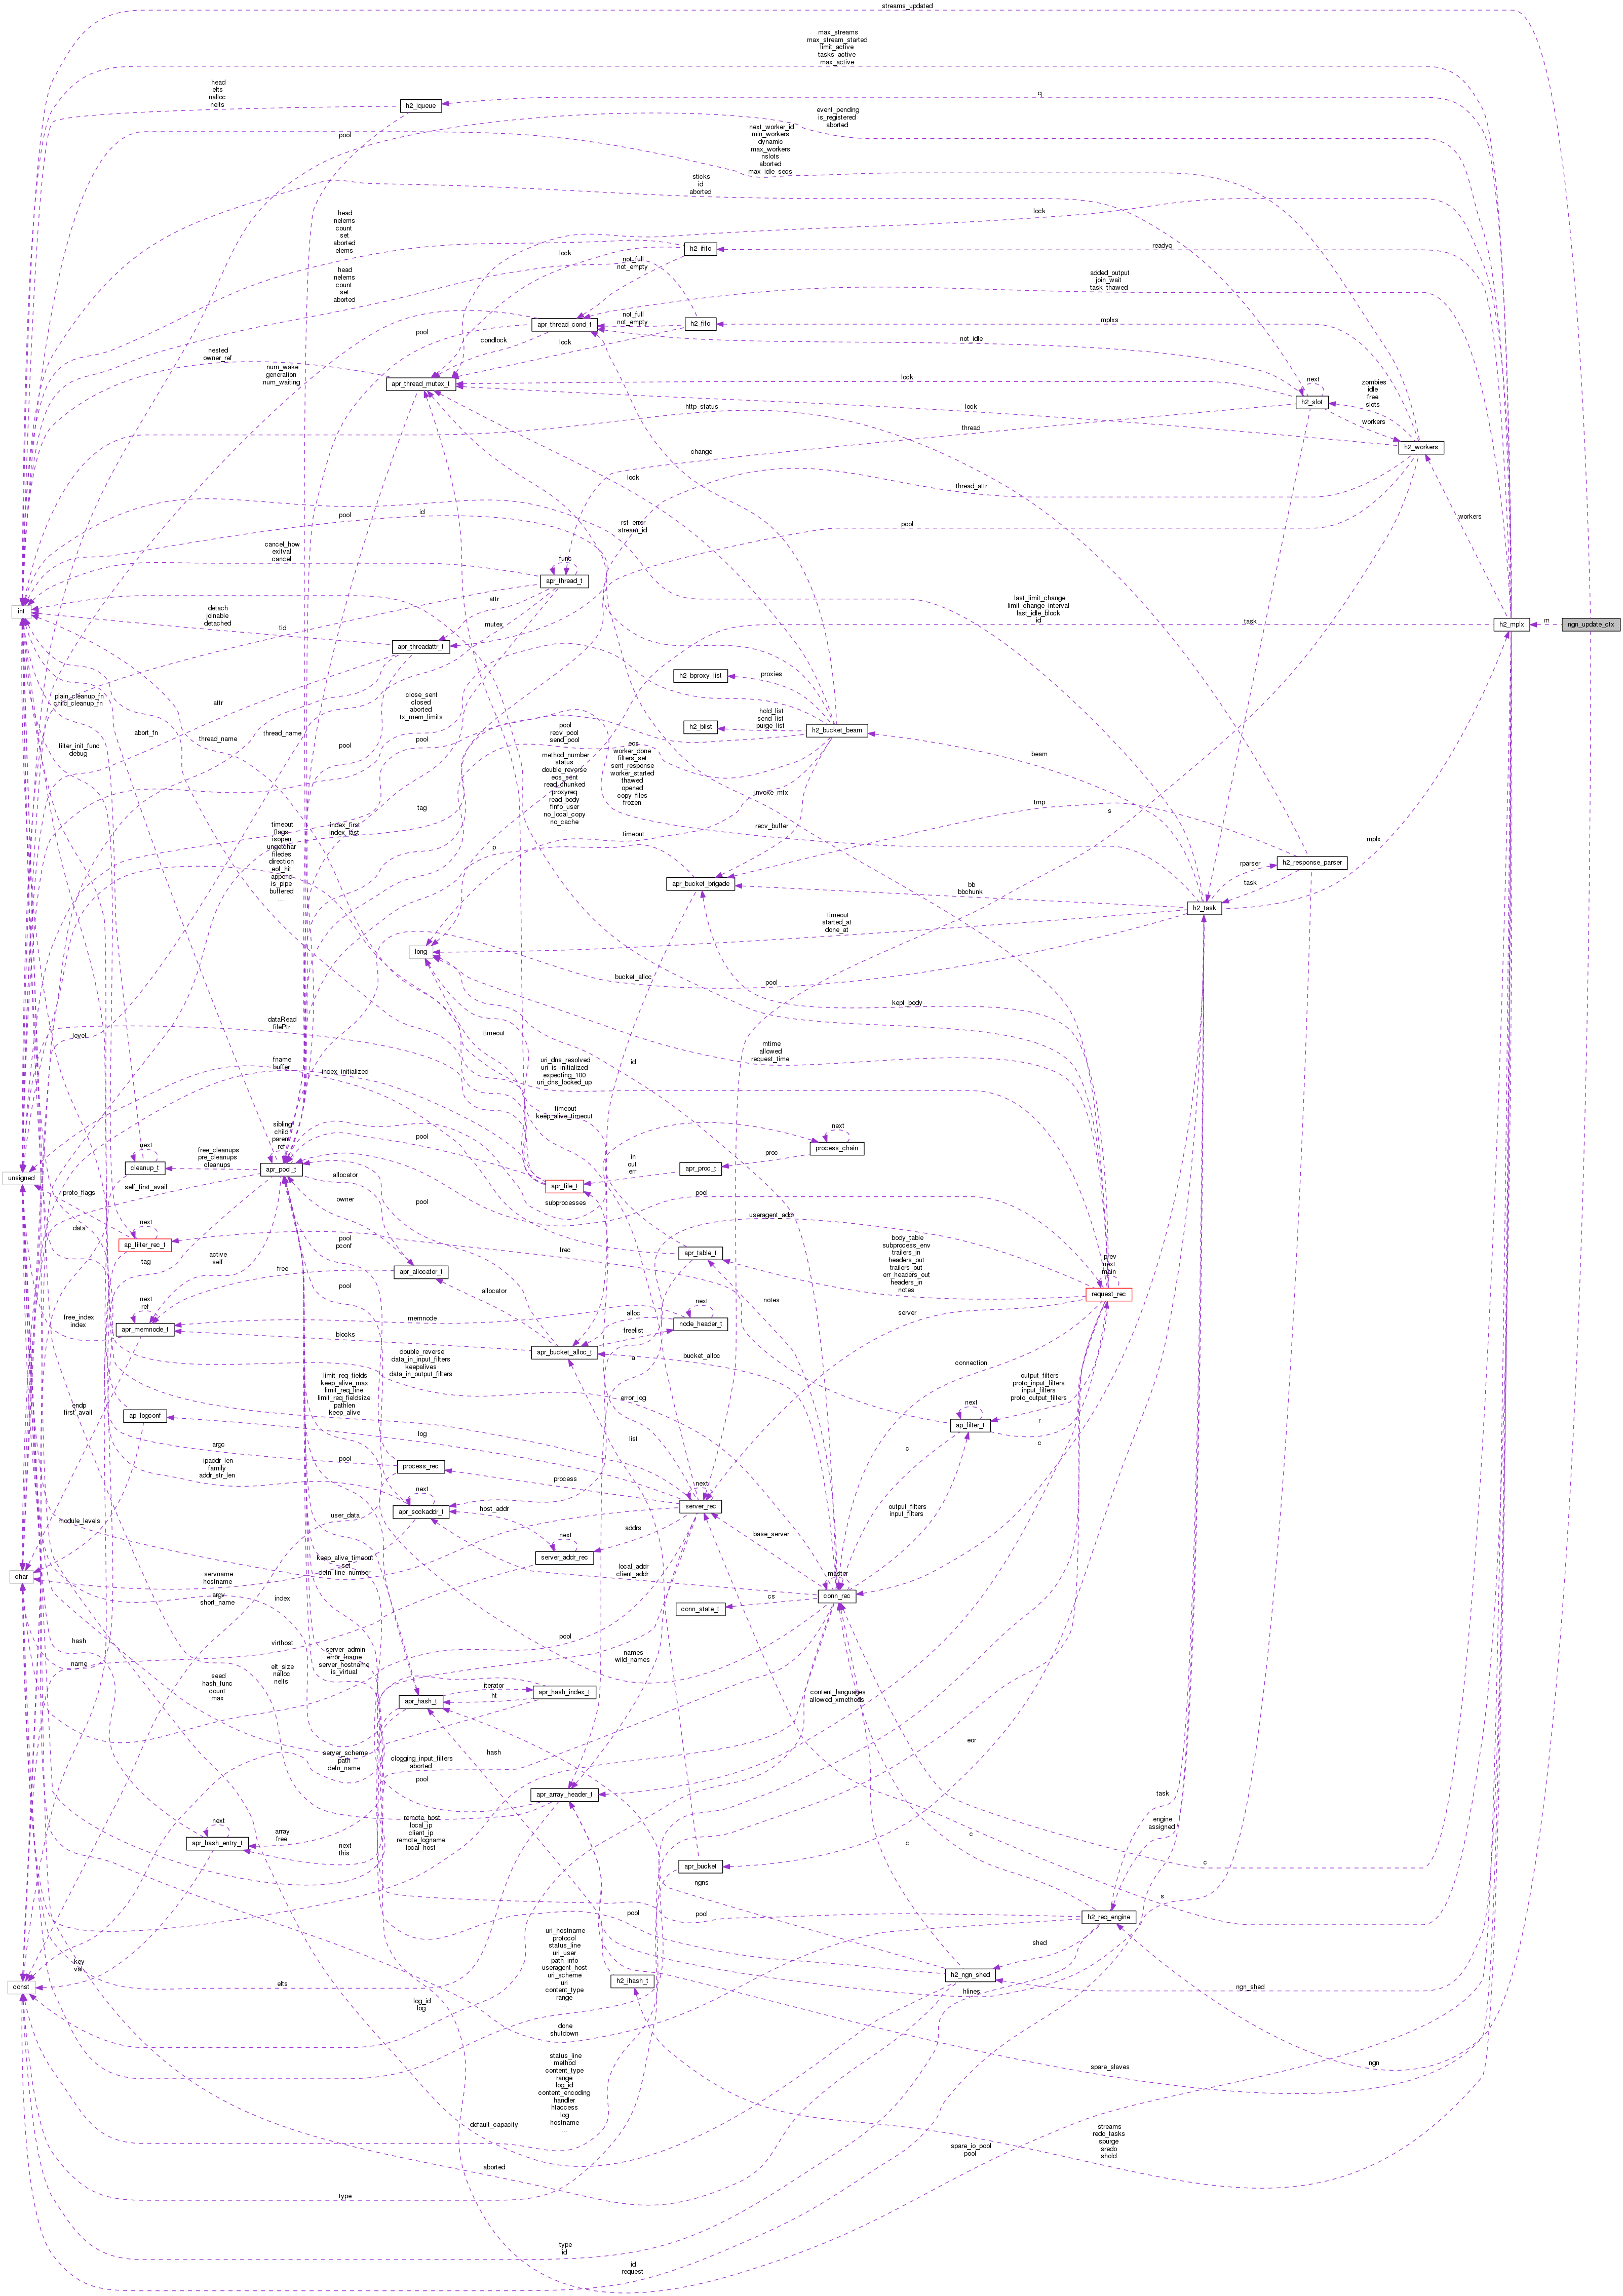 streams_updated
max_streams
max_stream_started
limit_active
tasks_active
max_active
head
elts
nalloc
nelts
h2_iqueue
q
event_pending
is_registered
aborted
pool
next_worker_id
min_workers
dynamic
max_workers
nslots
aborted
max_idle_secs
sticks
id
aborted
head
nelems
count
set
aborted
elems
lock
h2_ififo
readyq
lock
not_full
not_empty
head
nelems
count
set
aborted
added_output
join_wait
task_thawed
apr_thread_cond_t
not_full
not_empty
h2_fifo
mplxs
pool
condlock
lock
not_idle
nested
owner_ref
num_wake
generation
num_waiting
apr_thread_mutex_t
lock
next
h2_slot
zombies
idle
free
slots
http_status
lock
workers
thread
h2_workers
change
lock
thread_attr
pool
id
rst_error
stream_id
pool
workers
cancel_how
exitval
cancel
func
apr_thread_t
attr
int
detach
joinable
detached
last_limit_change
limit_change_interval
last_idle_block
id
task
h2_mplx
m
ngn_update_ctx
tid
mutex
apr_threadattr_t
h2_bproxy_list
proxies
plain_cleanup_fn
child_cleanup_fn
attr
close_sent
closed
aborted
tx_mem_limits
hold_list
send_list
purge_list
h2_blist
h2_bucket_beam
abort_fn
thread_name
thread_name
pool
recv_pool
send_pool
filter_init_func
debug
pool
pool
method_number
status
double_reverse
eos_sent
read_chunked
proxyreq
read_body
finfo_user
no_local_copy
no_cache
...
eos
worker_done
filters_set
sent_response
worker_started
thawed
opened
copy_files
frozen
beam
invoke_mtx
s
tmp
tag
timeout
flags
isopen
ungetchar
filedes
direction
eof_hit
append
is_pipe
buffered
...
index_first
index_last
recv_buffer
timeout
mplx
p
rparser
h2_response_parser
apr_bucket_brigade
bb
bbchunk
task
h2_task
long
timeout
started_at
done_at
bucket_alloc
pool
kept_body
dataRead
filePtr
level
timeout
mtime
allowed
request_time
id
fname
buffer
index_initialized
uri_dns_resolved
uri_is_initialized
expecting_100
uri_dns_looked_up
timeout
keep_alive_timeout
sibling
child
parent
ref
pool
next
process_chain
next
cleanup_t
free_cleanups
pre_cleanups
cleanups
apr_pool_t
in
out
err
proc
apr_proc_t
unsigned
allocator
apr_file_t
self_first_avail
proto_flags
owner
pool
subprocesses
pool
useragent_addr
next
data
ap_filter_rec_t
pool
pconf
frec
apr_table_t
body_table
subprocess_env
trailers_in
headers_out
trailers_out
err_headers_out
headers_in
notes
prev
next
main
tag
active
self
free
apr_allocator_t
request_rec
pool
allocator
notes
next
ref
memnode
alloc
next
server
free_index
index
apr_memnode_t
node_header_t
freelist
blocks
apr_bucket_alloc_t
double_reverse
data_in_input_filters
keepalives
data_in_output_filters
a
bucket_alloc
connection
limit_req_fields
keep_alive_max
limit_req_line
limit_req_fieldsize
pathlen
keep_alive
output_filters
proto_input_filters
input_filters
proto_output_filters
endp
first_avail
ap_logconf
error_log
next
ap_filter_t
r
log
list
c
c
argc
pool
process_rec
ipaddr_len
family
addr_str_len
process
next
server_rec
next
apr_sockaddr_t
host_addr
output_filters
input_filters
module_levels
user_data
addrs
base_server
next
server_addr_rec
keep_alive_timeout
set
defn_line_number
local_addr
client_addr
master
char
servname
hostname
conn_rec
argv
short_name
index
conn_state_t
cs
hash
virthost
pool
name
elt_size
nalloc
nelts
server_admin
error_fname
server_hostname
is_virtual
names
wild_names
seed
hash_func
count
max
iterator
apr_hash_index_t
ht
apr_hash_t
content_languages
allowed_xmethods
server_scheme
path
defn_name
clogging_input_filters
aborted
hash
eor
pool
apr_array_header_t
task
remote_host
local_ip
client_ip
remote_logname
local_host
next
array
free
apr_hash_entry_t
next
this
engine
assigned
c
c
apr_bucket
c
ngns
s
pool
pool
h2_req_engine
uri_hostname
protocol
status_line
uri_user
path_info
useragent_host
uri_scheme
uri
content_type
range
...
shed
key
val
h2_ihash_t
h2_ngn_shed
const
elts
hlines
ngn_shed
log_id
log
done
shutdown
ngn
spare_slaves
status_line
method
content_type
range
log_id
content_encoding
handler
htaccess
log
hostname
...
default_capacity
streams
redo_tasks
spurge
sredo
shold
spare_io_pool
pool
aborted
type
type
id
id
request